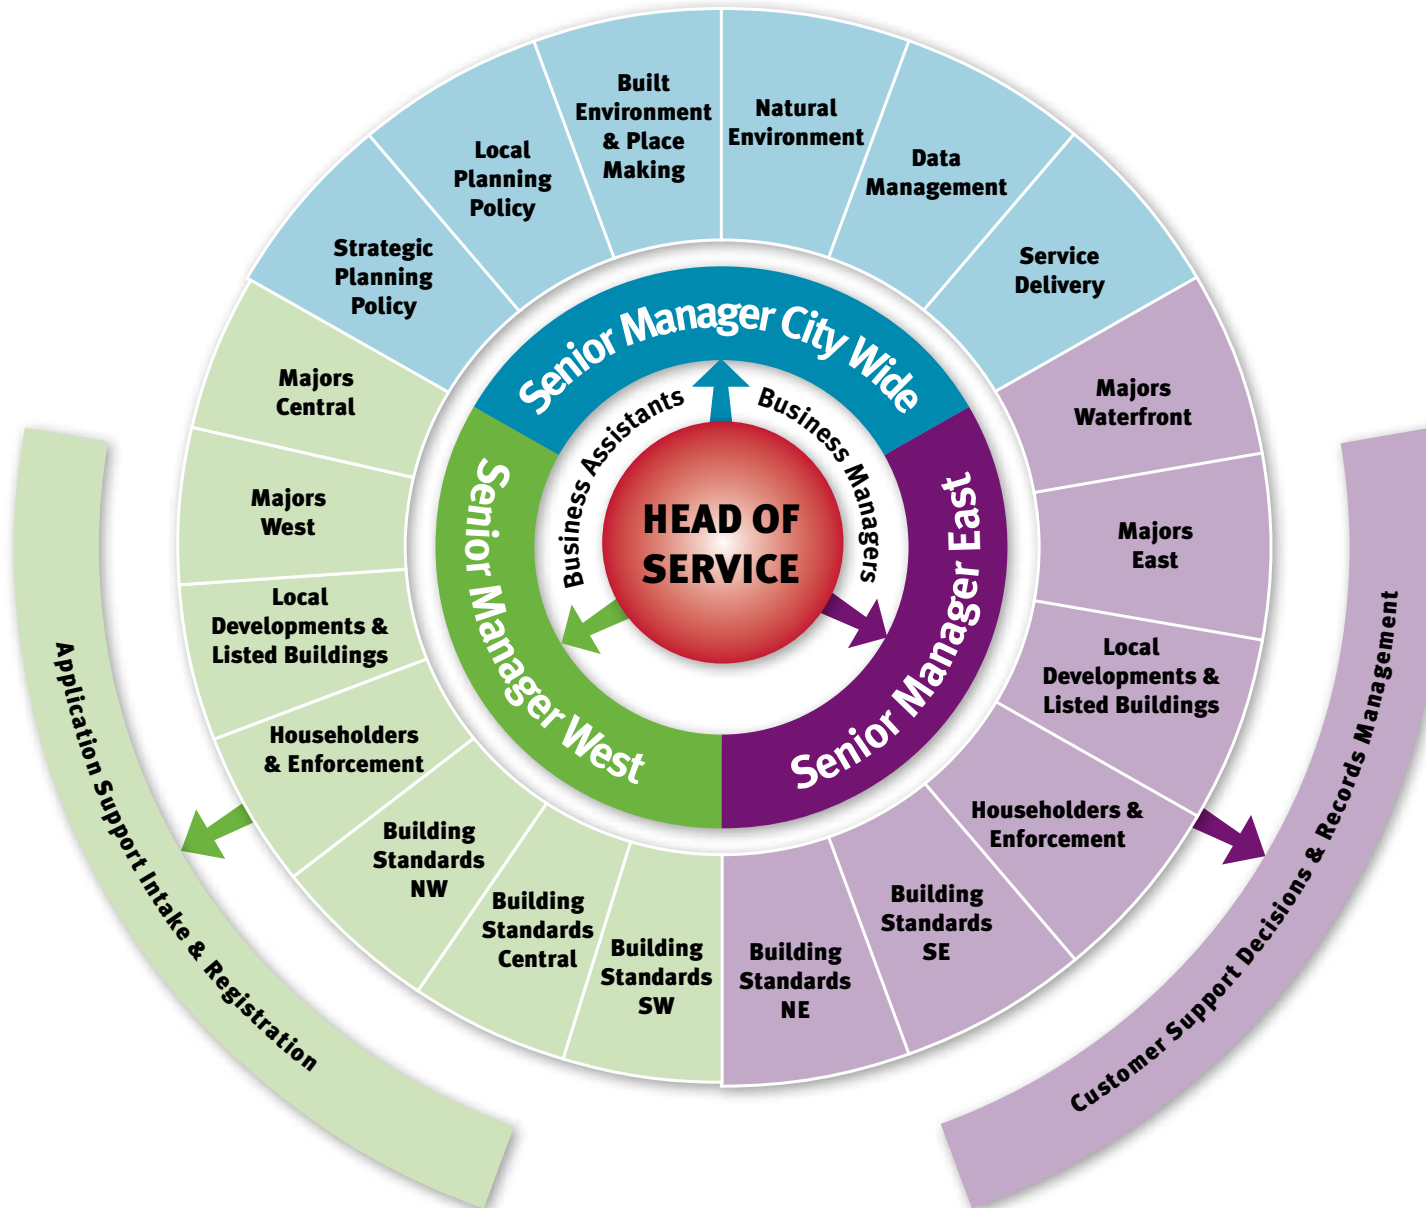 Built
Environment
& Place
Making
Natural
Environment
Local
Planning
Policy
Data
Management
Strategic
Planning
Policy
Service
Delivery
Senior Manager City Wide
Majors
Central
Majors
Waterfront
Business Assistants
Business Managers
HEAD OF
SERVICE
Senior Manager West
Senior Manager East
Majors
West
Majors
East
Local
Developments &
Listed Buildings
Local
Developments &
Listed Buildings
Householders
& Enforcement
Householders &
Enforcement
Building
Standards
NW
Building
Standards
Central
Building
Standards
SW
Building
Standards
NE
Building
Standards
SE
Application Support Intake & Registration
Customer Support Decisions & Records Management